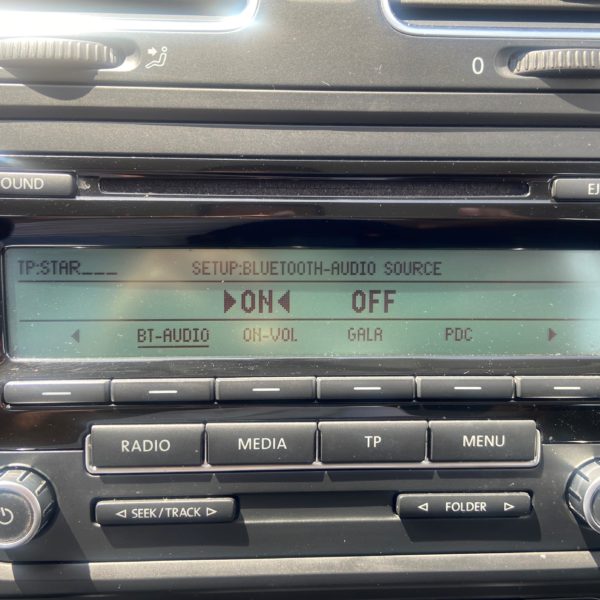 0
SOUND EJ
TP:STAR___ SETUP:BLUETOOTH-AUDIO SOURCE
▶ON◀ OFF
◀ BT-AUDIO ON-VOL GALA PDC ▶
RADIO MEDIA TP MENU
◁ SEEK/TRACK ▷ ◁ FOLDER ▷